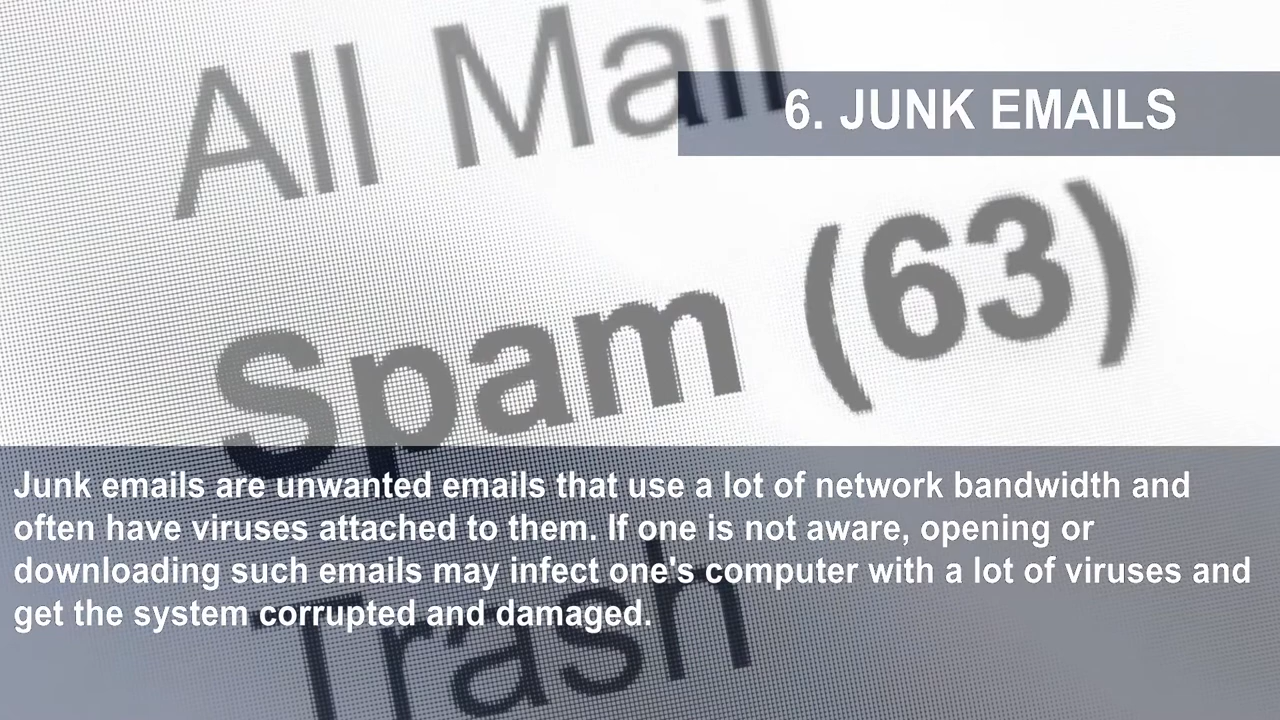 All Mail
6. JUNK EMAILS
Spam (63)
Junk emails are unwanted emails that use a lot of network bandwidth and
often have viruses attached to them. If one is not aware, opening or
downloading such emails may infect one's computer with a lot of viruses and
get the system corrupted and damaged.
Trash